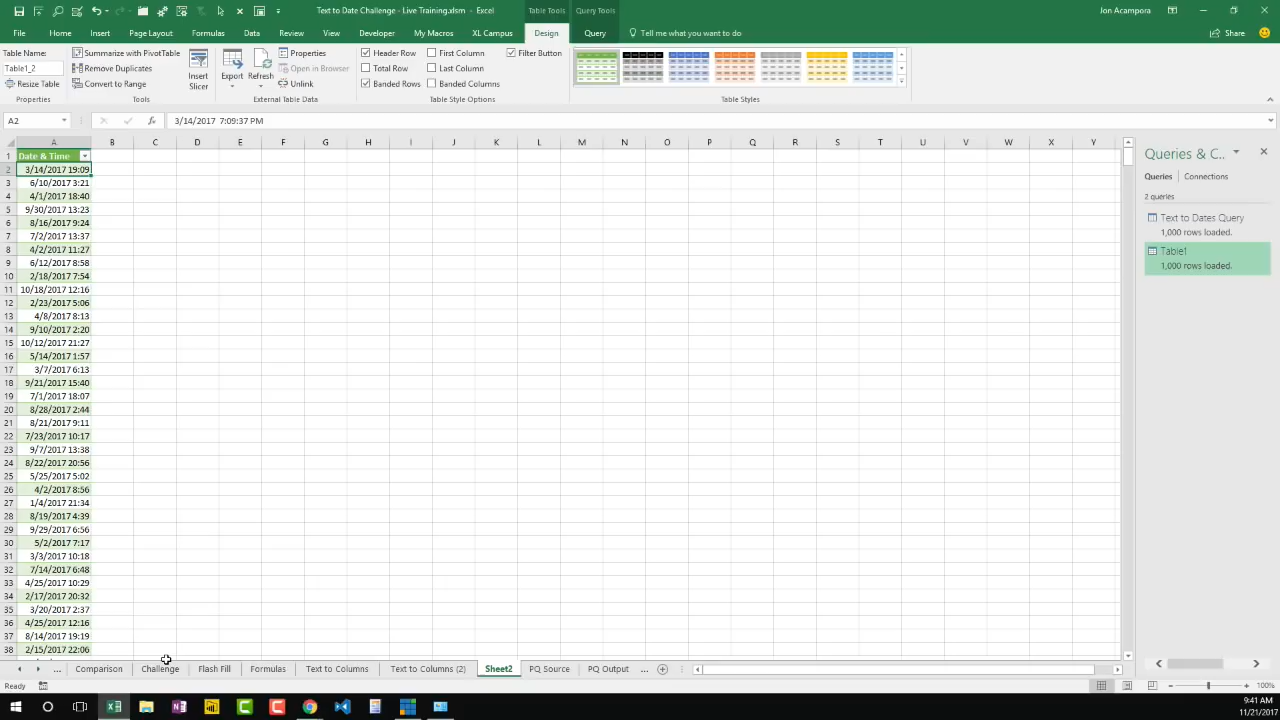 Text to Date Challenge - Live Training.xlsm - Excel
Table Tools
Query Tools
Jon Acampora
File
Home
Insert
Page Layout
Formulas
Data
Review
View
Developer
My Macros
XL Campus
Design
Query
Tell me what you want to do
Share
Table Name:
Table1_2
Resize Table
Properties
Summarize with PivotTable
Remove Duplicates
Convert to Range
Tools
Insert Slicer
Export
Refresh
Properties
Open in Browser
Unlink
External Table Data
Header Row
Total Row
Banded Rows
First Column
Last Column
Banded Columns
Filter Button
Table Style Options
Table Styles
A2
fx
3/14/2017 7:09:37 PM
A B C D E F G H I J K L M N O P Q R S T U V W X Y
1 Date & Time
2 3/14/2017 19:09
3 6/10/2017 3:21
4 4/1/2017 18:40
5 9/30/2017 13:23
6 8/16/2017 9:24
7 7/2/2017 13:37
8 4/2/2017 11:27
9 6/12/2017 8:58
10 2/18/2017 7:54
11 10/18/2017 12:16
12 2/23/2017 5:06
13 4/8/2017 8:13
14 9/10/2017 2:20
15 10/12/2017 21:27
16 5/14/2017 1:57
17 3/7/2017 6:13
18 9/21/2017 15:40
19 7/1/2017 18:07
20 8/28/2017 2:44
21 8/21/2017 9:11
22 7/23/2017 10:17
23 9/7/2017 13:38
24 8/22/2017 20:56
25 5/25/2017 5:02
26 4/2/2017 8:56
27 1/4/2017 21:34
28 8/19/2017 4:39
29 9/29/2017 6:56
30 5/2/2017 7:17
31 3/3/2017 10:18
32 7/14/2017 6:48
33 4/25/2017 10:29
34 2/17/2017 20:32
35 3/20/2017 2:37
36 4/25/2017 12:16
37 8/14/2017 19:19
38 2/15/2017 22:06
Queries & C...
Queries
Connections
2 queries
Text to Dates Query
1,000 rows loaded.
Table1
1,000 rows loaded.
...
Comparison
Challenge
Flash Fill
Formulas
Text to Columns
Text to Columns (2)
Sheet2
PQ Source
PQ Output
...
Ready
100%
9:41 AM
11/21/2017